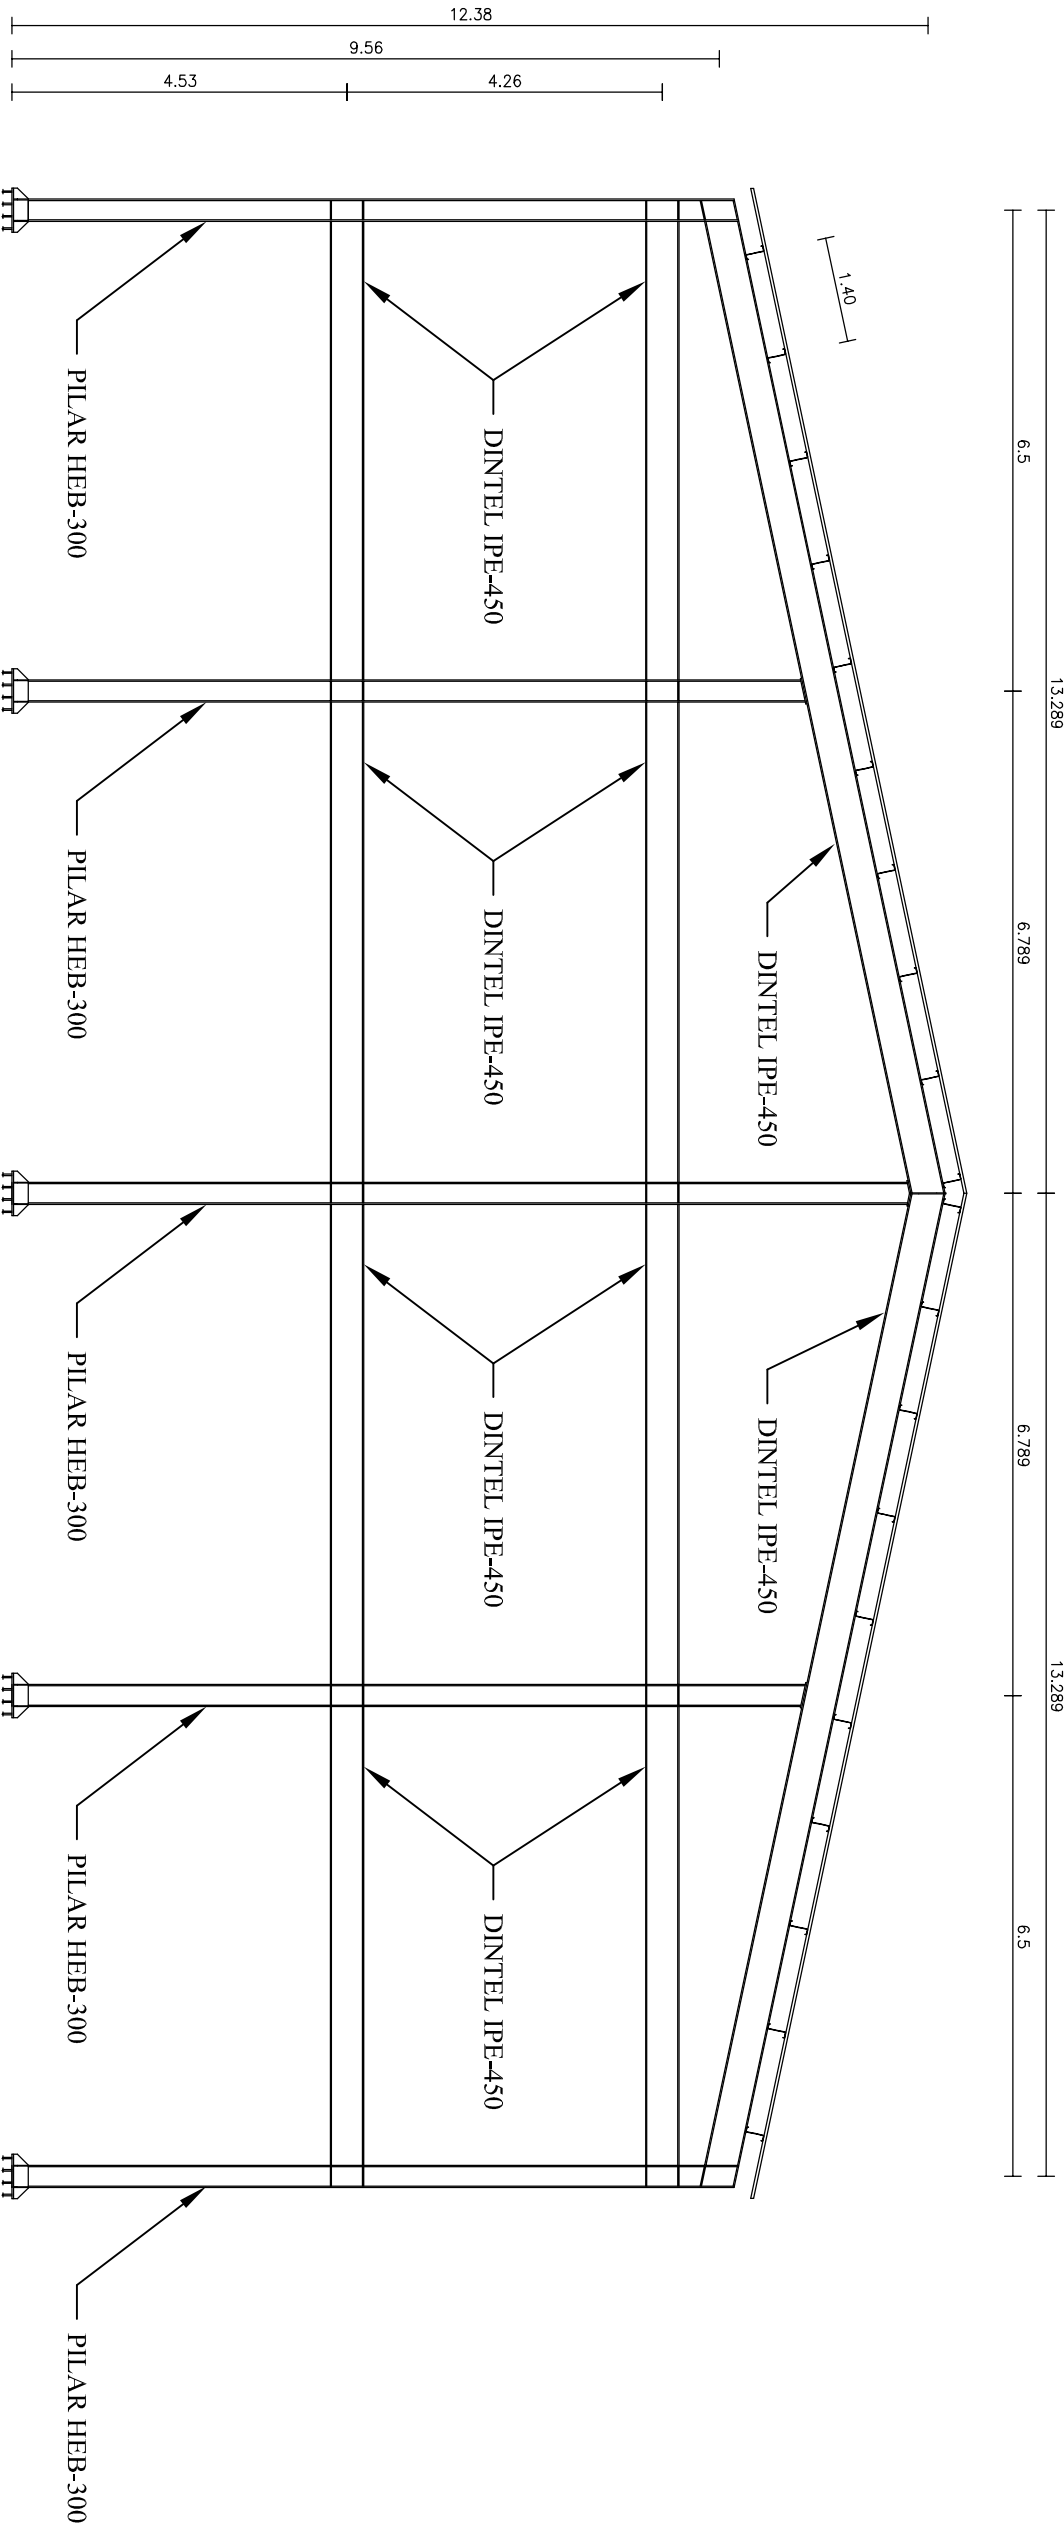 12.38
9.56
4.53
4.26
13.289
13.289
6.5
6.789
6.789
6.5
1.40
DINTEL IPE-450
DINTEL IPE-450
DINTEL IPE-450
DINTEL IPE-450
DINTEL IPE-450
DINTEL IPE-450
PILAR HEB-300
PILAR HEB-300
PILAR HEB-300
PILAR HEB-300
PILAR HEB-300